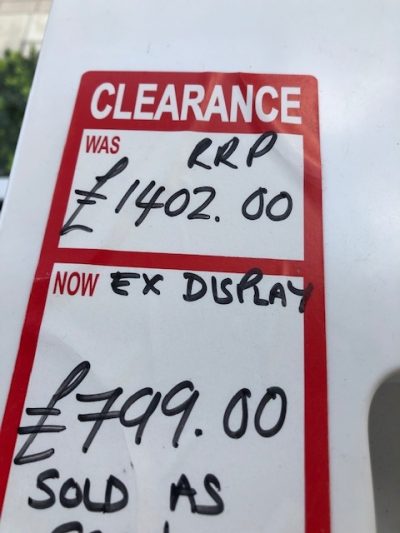 CLEARANCE
WAS RRP
£1402.00
NOW EX DISPLAY
£799.00
SOLD AS